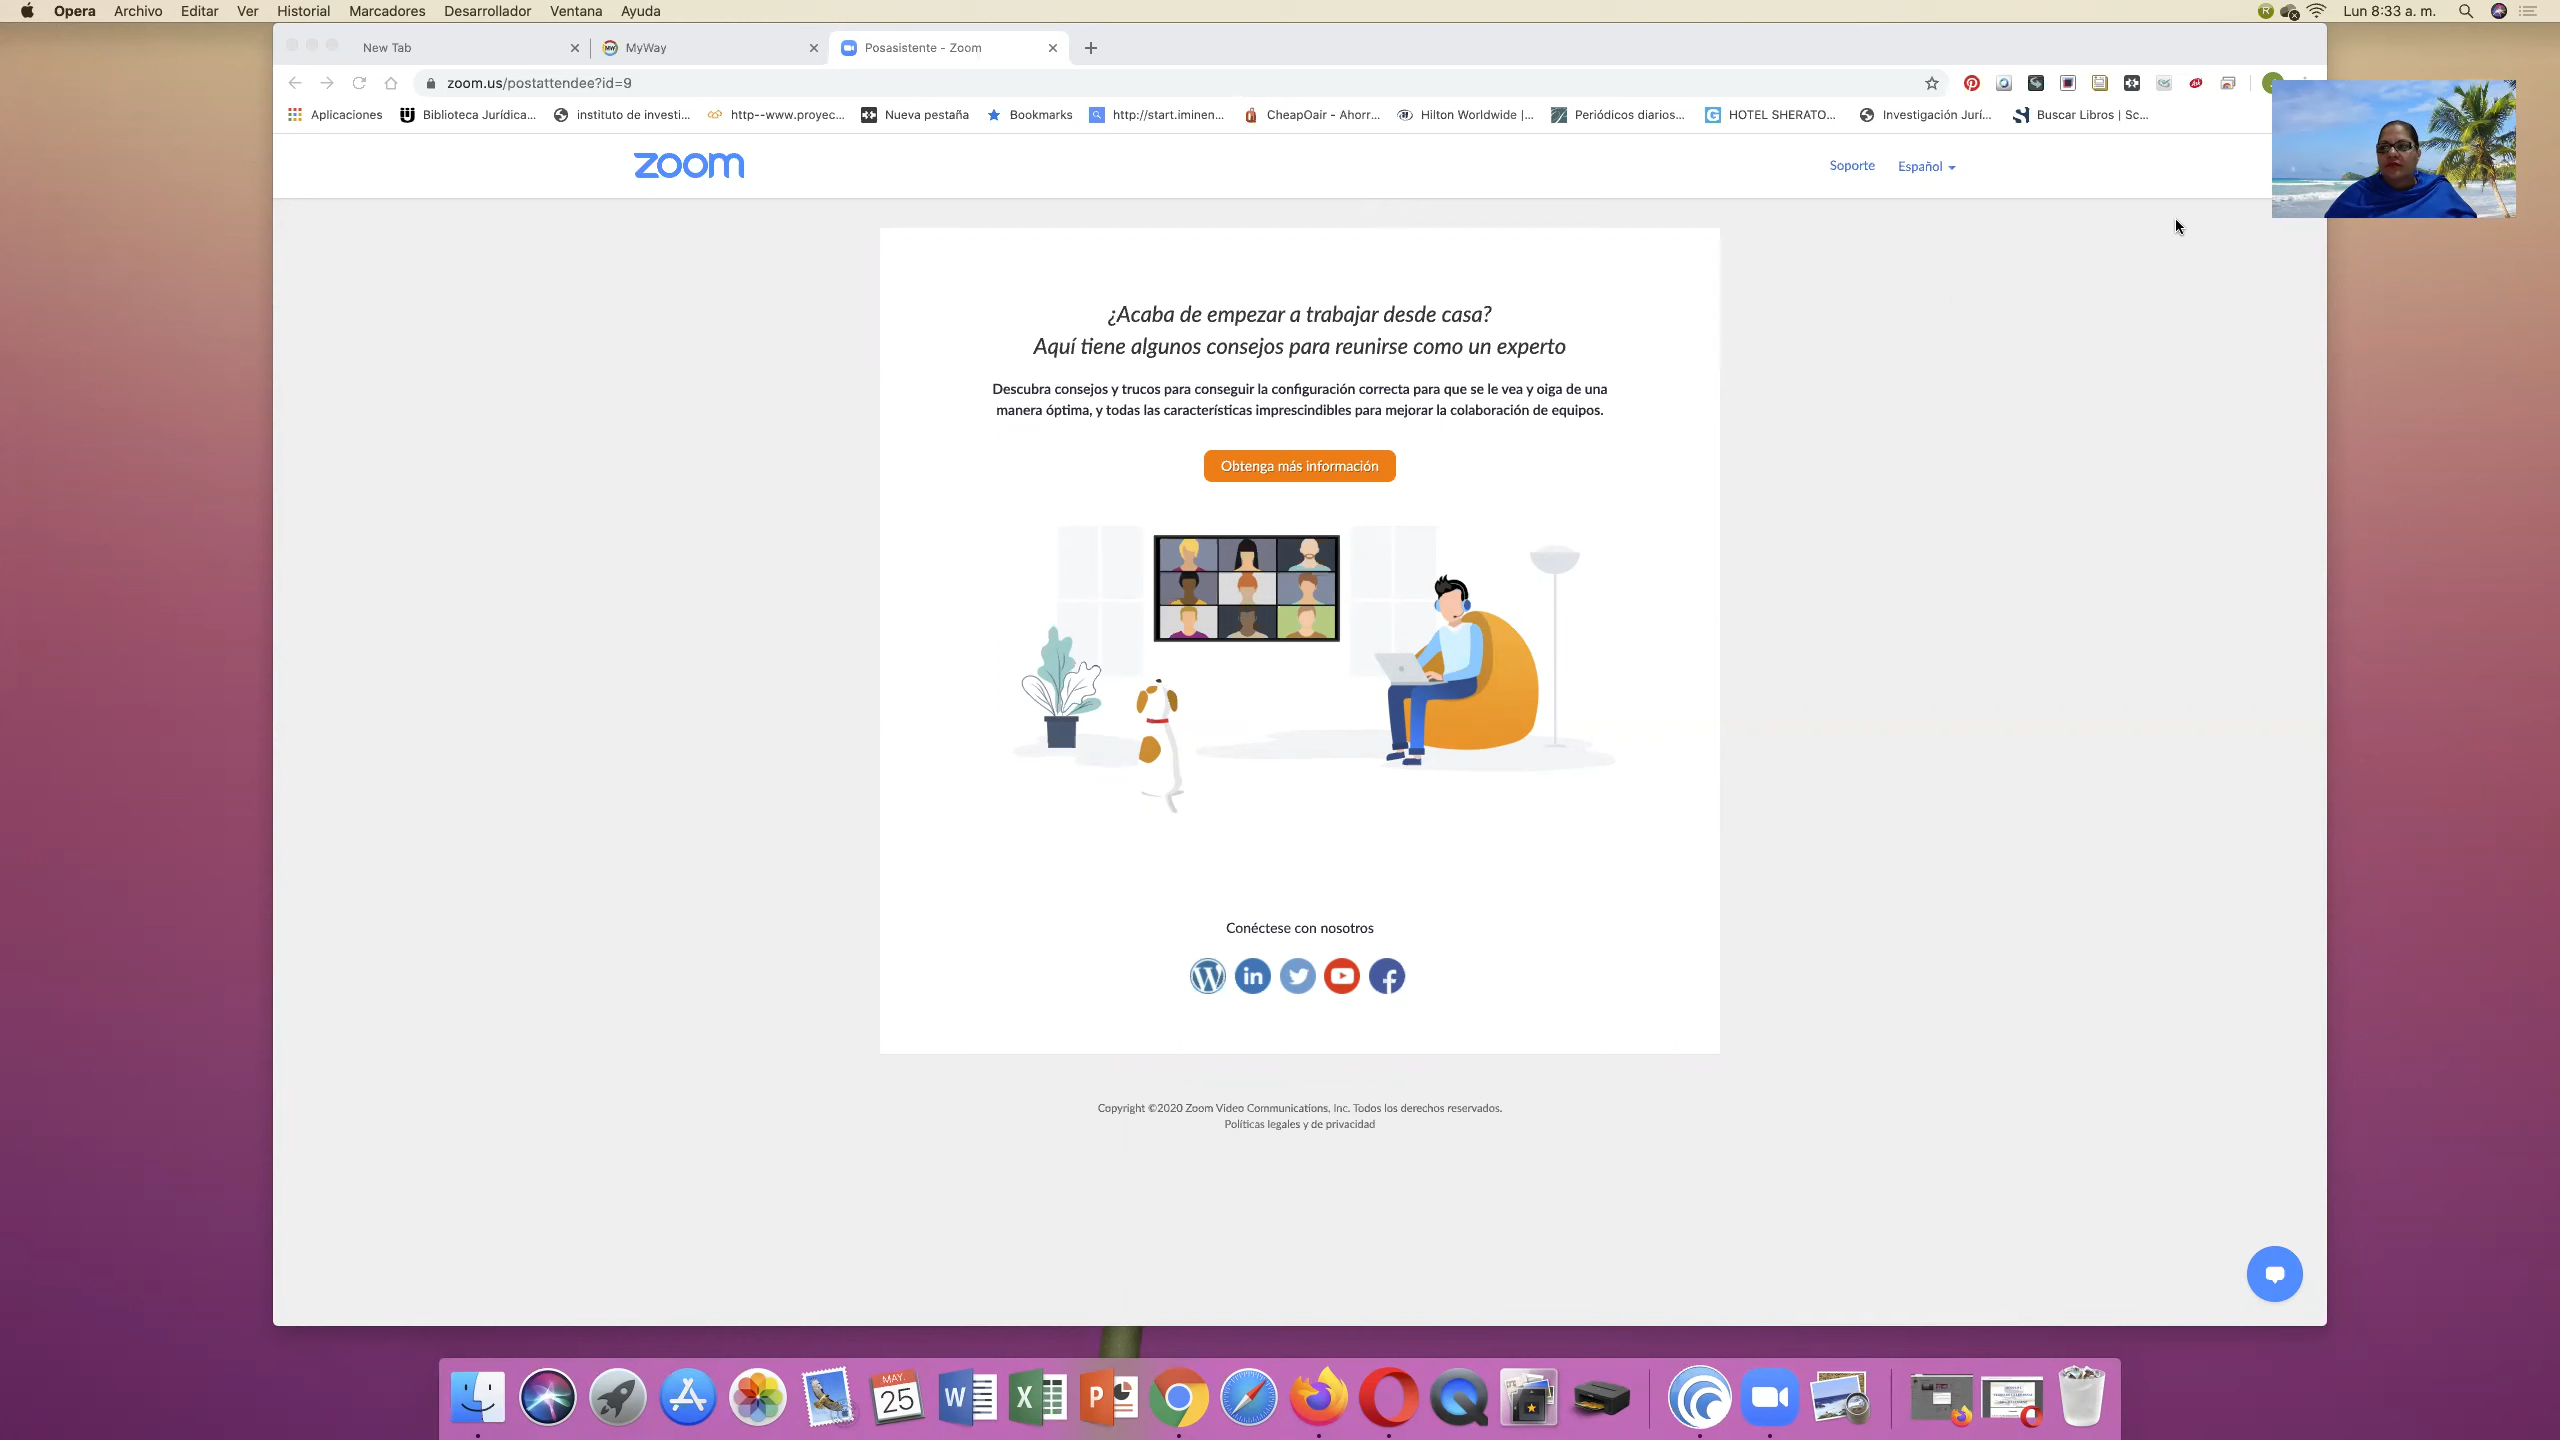 Opera Archivo Editar Ver Historial Marcadores Desarrollador Ventana Ayuda Lun 8:33 a. m.
New Tab MyWay Posasistente - Zoom
zoom.us/postattendee?id=9
Aplicaciones Biblioteca Jurídica... instituto de investi... http--www.proyec... Nueva pestaña Bookmarks http://start.iminen... CheapOair - Ahorr... Hilton Worldwide |... Periódicos diarios... HOTEL SHERATO... Investigación Jurí... Buscar Libros | Sc...
zoom Soporte Español
¿Acaba de empezar a trabajar desde casa?
Aquí tiene algunos consejos para reunirse como un experto
Descubra consejos y trucos para conseguir la configuración correcta para que se le vea y oiga de una
manera óptima, y todas las características imprescindibles para mejorar la colaboración de equipos.
Obtenga más información
Conéctese con nosotros
Copyright ©2020 Zoom Video Communications, Inc. Todos los derechos reservados.
Políticas legales y de privacidad
MAY.
25